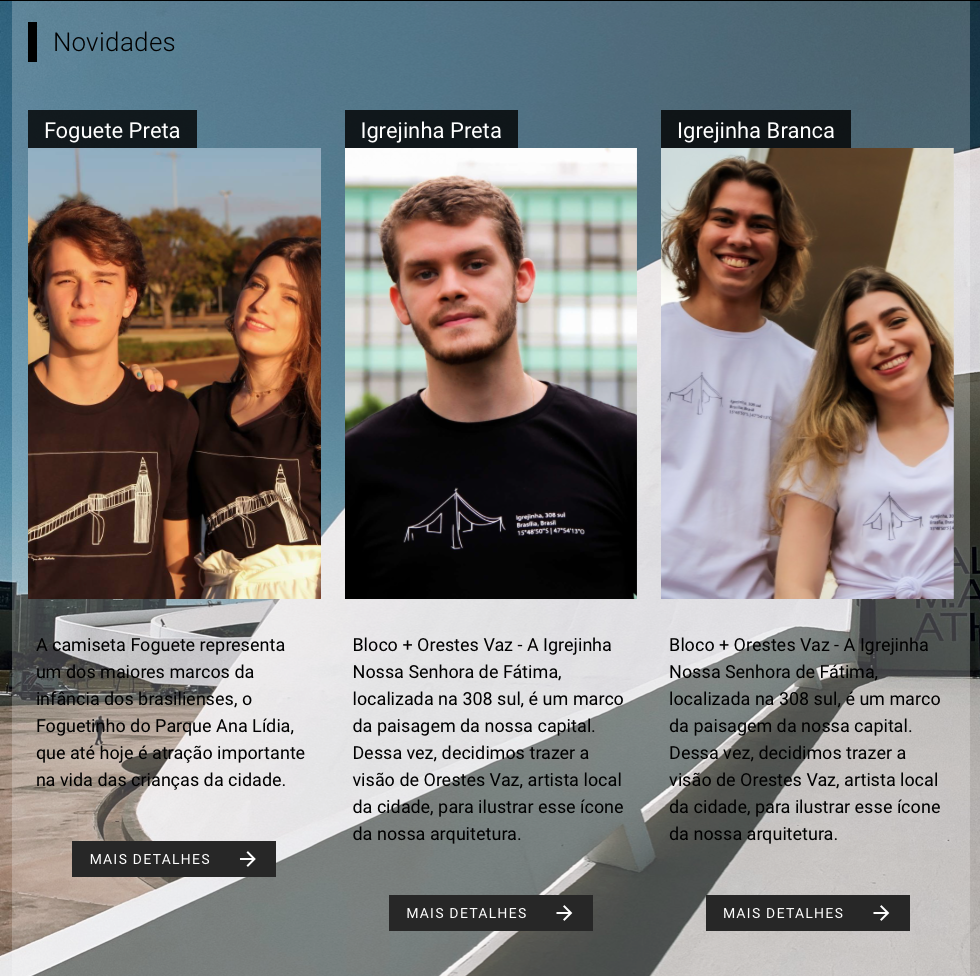 Novidades
Foguete Preta
Igrejinha Preta
Igrejinha Branca
Igrejinha, 308 sul
Brasília, Brasil
15°48'50"S | 47°54'13"O
A camiseta Foguete representa
um dos maiores marcos da
infância dos brasilienses, o
Foguetinho do Parque Ana Lídia,
que até hoje é atração importante
na vida das crianças da cidade.
MAIS DETALHES
Bloco + Orestes Vaz - A Igrejinha
Nossa Senhora de Fátima,
localizada na 308 sul, é um marco
da paisagem da nossa capital.
Dessa vez, decidimos trazer a
visão de Orestes Vaz, artista local
da cidade, para ilustrar esse ícone
da nossa arquitetura.
MAIS DETALHES
Bloco + Orestes Vaz - A Igrejinha
Nossa Senhora de Fátima,
localizada na 308 sul, é um marco
da paisagem da nossa capital.
Dessa vez, decidimos trazer a
visão de Orestes Vaz, artista local
da cidade, para ilustrar esse ícone
da nossa arquitetura.
MAIS DETALHES